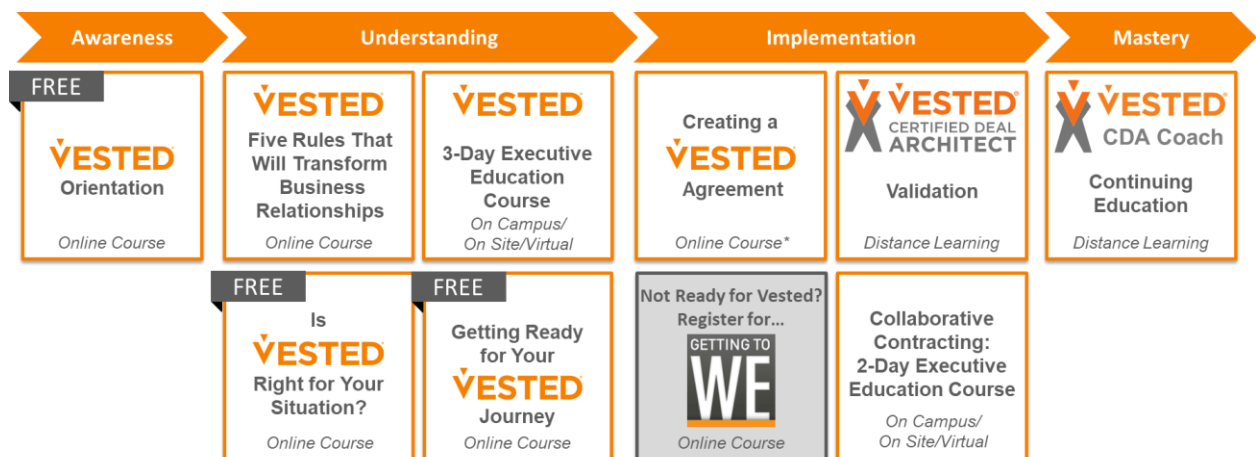 Awareness
Understanding
Implementation
Mastery
FREE
VESTED
Orientation
Online Course
VESTED®
Five Rules That
Will Transform
Business
Relationships
Online Course
VESTED®
3-Day Executive
Education
Course
On Campus/
On Site/Virtual
Creating a
VESTED®
Agreement
Online Course*
VESTED®
CERTIFIED DEAL
ARCHITECT
Validation
Distance Learning
VESTED®
CDA Coach
Continuing
Education
Distance Learning
FREE
Is
VESTED®
Right for Your
Situation?
Online Course
FREE
Getting Ready
for Your
VESTED®
Journey
Online Course
Not Ready for Vested?
Register for...
GETTING TO
WE
Online Course
Collaborative
Contracting:
2-Day Executive
Education Course
On Campus/
On Site/Virtual